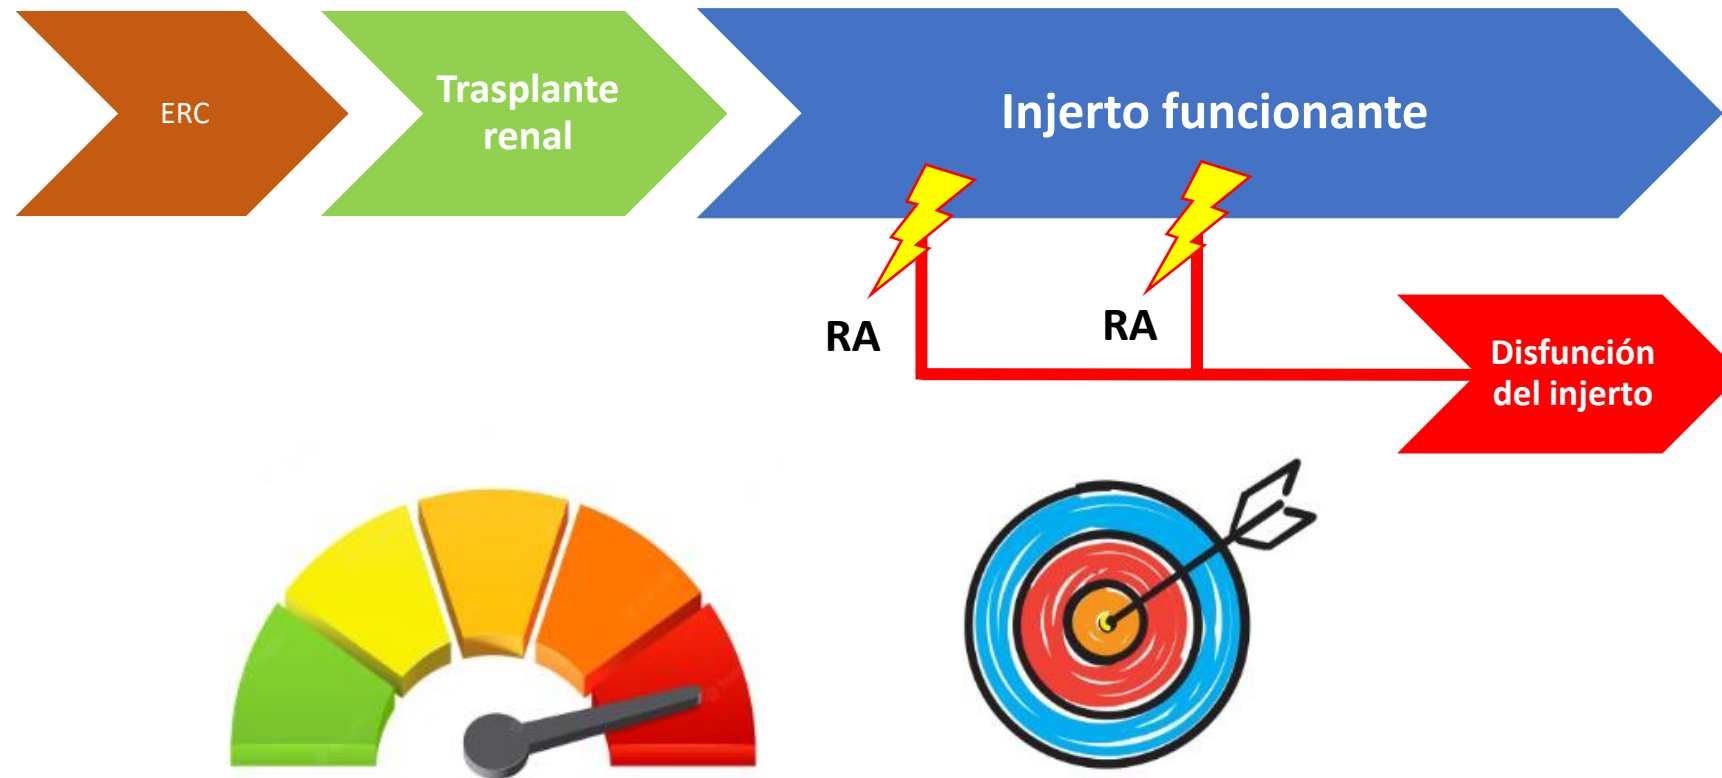 ERC
Trasplante
renal
Injerto funcionante
RA
RA
Disfunción
del injerto